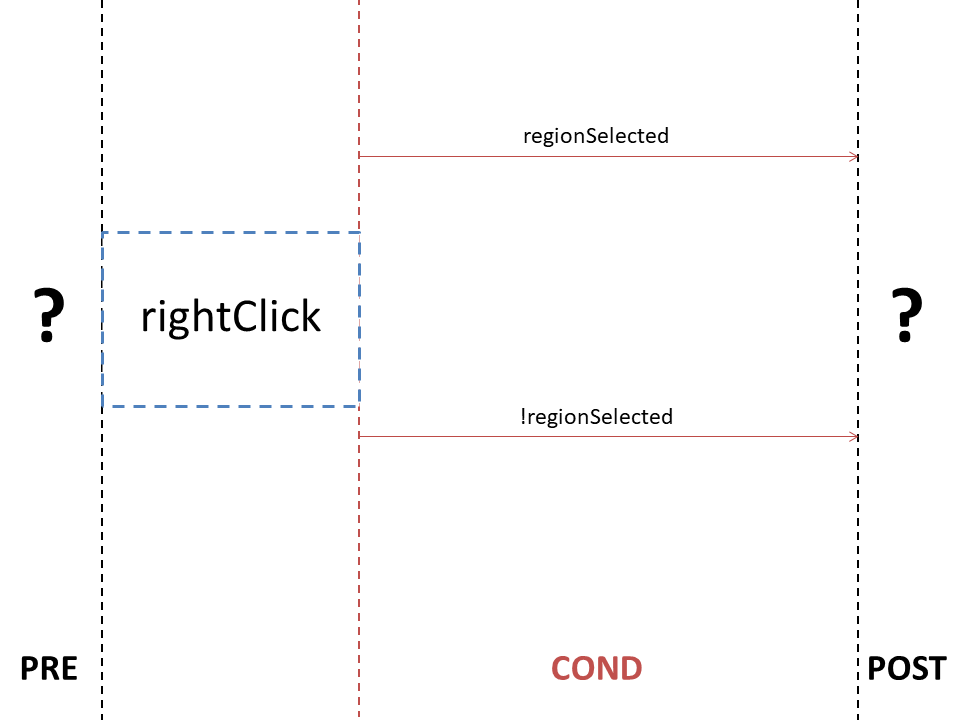 regionSelected
?
rightClick
?
!regionSelected
PRE
COND
POST